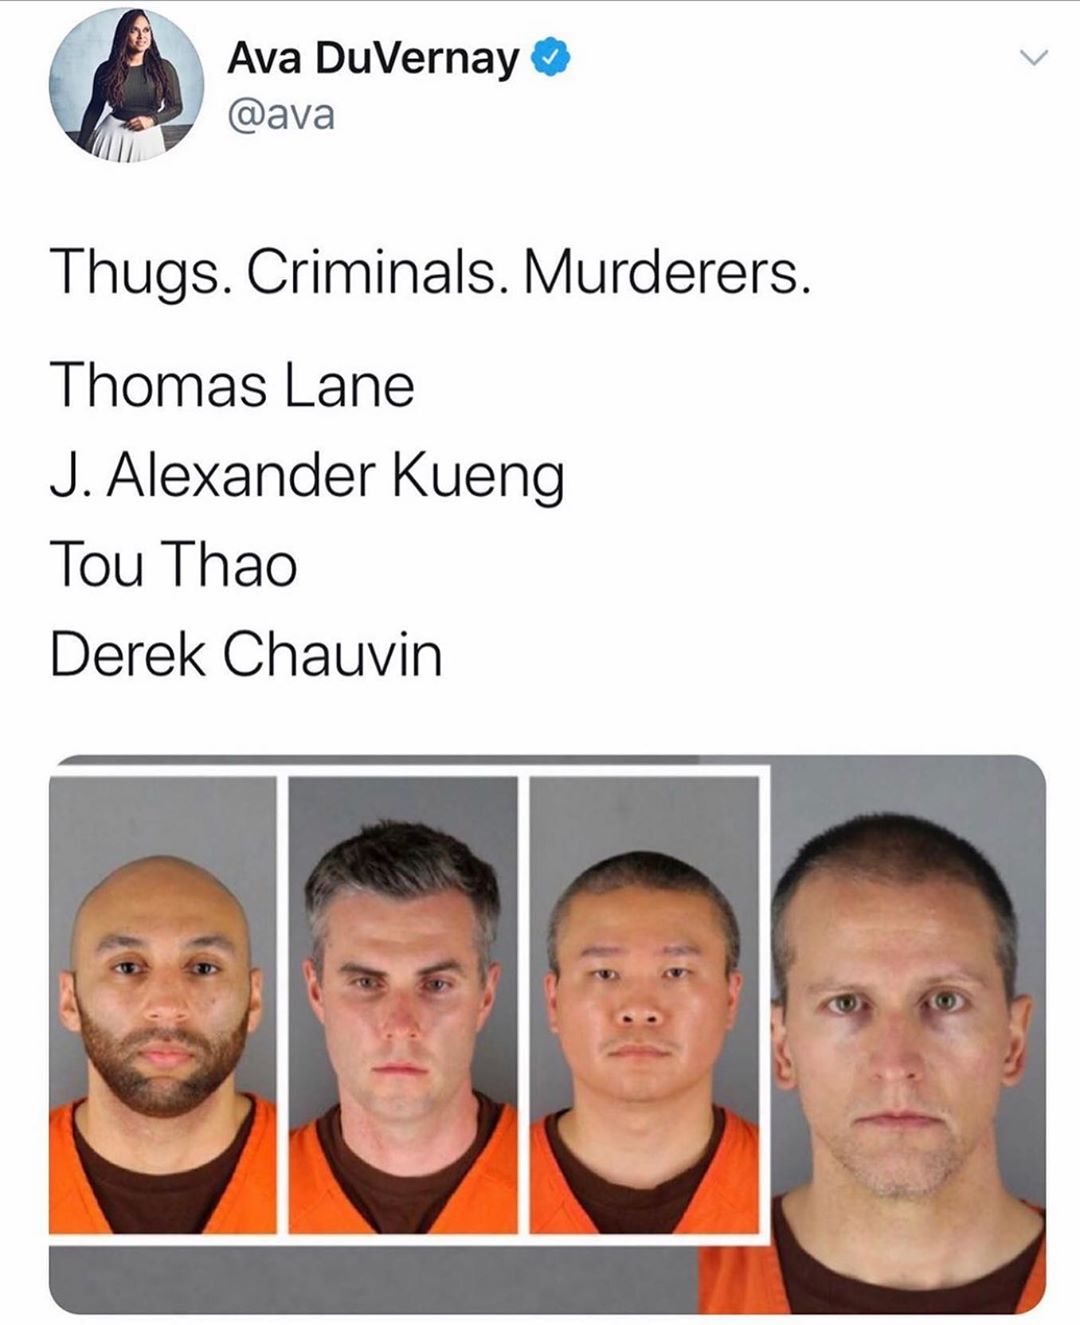 Ava DuVernay
@ava
Thugs. Criminals. Murderers.
Thomas Lane
J. Alexander Kueng
Tou Thao
Derek Chauvin